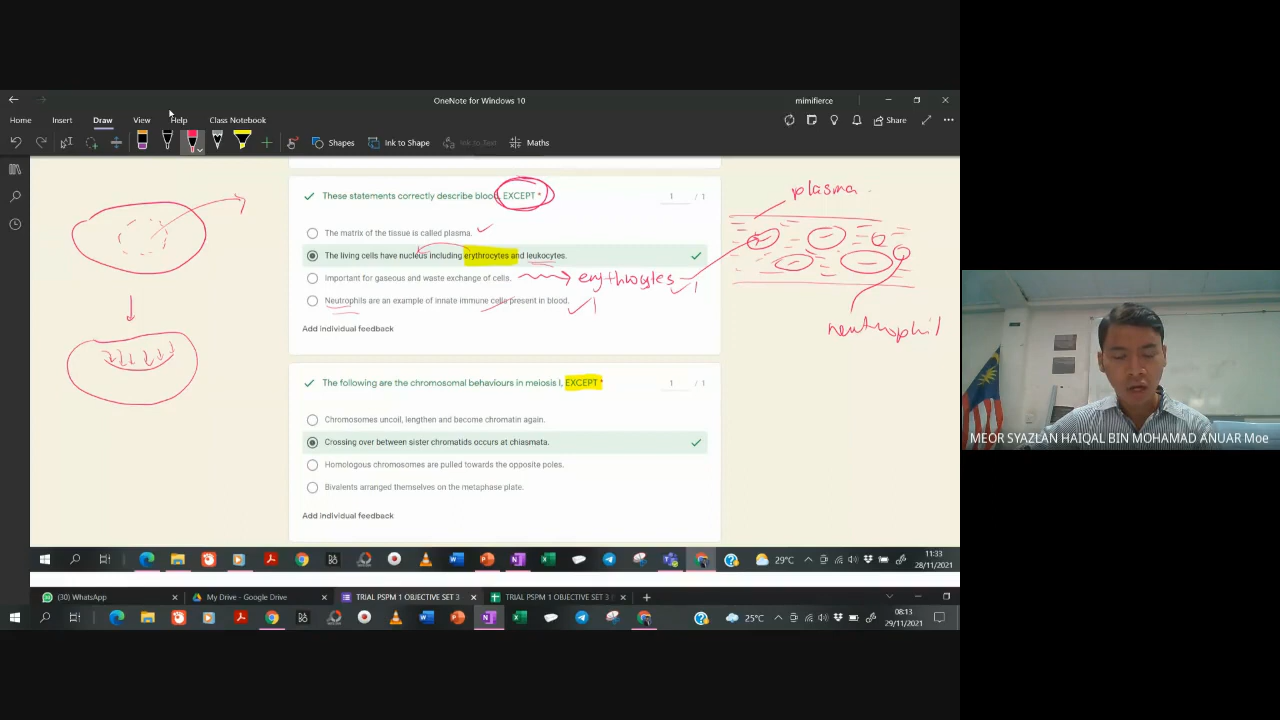 OneNote for Windows 10
mimifierce
Home Insert Draw View Help Class Notebook
Share
Shapes Ink to Shape Ink to Text Maths
These statements correctly describe blood, EXCEPT * 1 / 1
plasma
The matrix of the tissue is called plasma.
The living cells have nucleus including erythrocytes and leukocytes.
Important for gaseous and waste exchange of cells.
erythrocytes
Neutrophils are an example of innate immune cells present in blood.
neutrophil
Add individual feedback
The following are the chromosomal behaviours in meiosis I, EXCEPT * 1 / 1
Chromosomes uncoil, lengthen and become chromatin again.
Crossing over between sister chromatids occurs at chiasmata.
Homologous chromosomes are pulled towards the opposite poles.
Bivalents arranged themselves on the metaphase plate.
Add individual feedback
MEOR SYAZLAN HAIQAL BIN MOHAMAD ANUAR Moe
29°C 11:33
28/11/2021
(30) WhatsApp My Drive - Google Drive TRIAL PSPM 1 OBJECTIVE SET 3 TRIAL PSPM 1 OBJECTIVE SET 3
25°C 08:13
29/11/2021